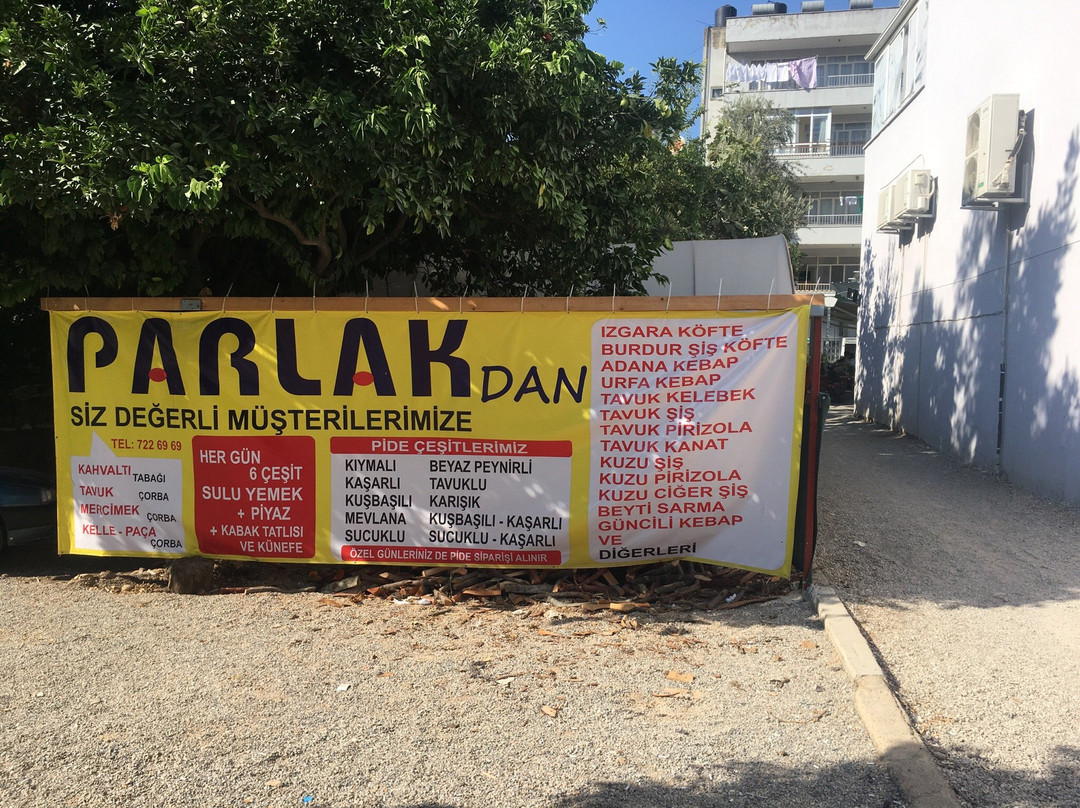 PARLAK DAN
SİZ DEĞERLİ MÜŞTERİLERİMİZE
TEL: 722 69 69
KAHVALTI TABAĞI
TAVUK ÇORBA
MERCİMEK ÇORBA
KELLE - PAÇA ÇORBA
HER GÜN
6 ÇEŞİT
SULU YEMEK
+ PİYAZ
+ KABAK TATLISI
VE KÜNEFE
PİDE ÇEŞİTLERİMİZ
KIYMALI BEYAZ PEYNİRLİ
KAŞARLI TAVUKLU
KUŞBAŞILI KARIŞIK
MEVLANA KUŞBAŞILI - KAŞARLI
SUCUKLU SUCUKLU - KAŞARLI
ÖZEL GÜNLERİNİZ DE PİDE SİPARİŞİ ALINIR
IZGARA KÖFTE
BURDUR ŞİŞ KÖFTE
ADANA KEBAP
URFA KEBAP
TAVUK KELEBEK
TAVUK ŞİŞ
TAVUK PİRİZOLA
TAVUK KANAT
KUZU ŞİŞ
KUZU PİRİZOLA
KUZU CİĞER ŞİŞ
BEYTİ SARMA
GÜNCİLİ KEBAP
VE
DİĞERLERİ